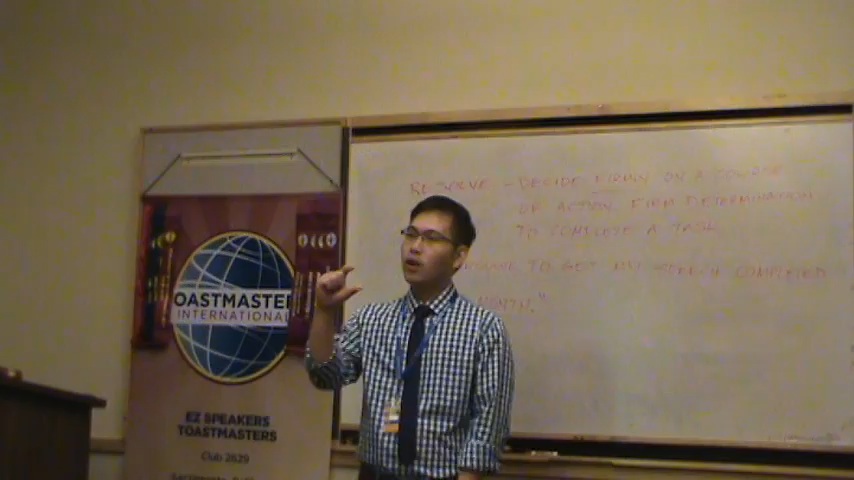 OASTMASTER
INTERNATIONAL
EZ SPEAKERS
TOASTMASTERS
Club 2629
RESOLVE - DECIDE FIRMLY ON A COURSE
OF ACTION. FIRM DETERMINATION
TO COMPLETE A TASK
TO GET MY SPEECH COMPLETED
MONTH."